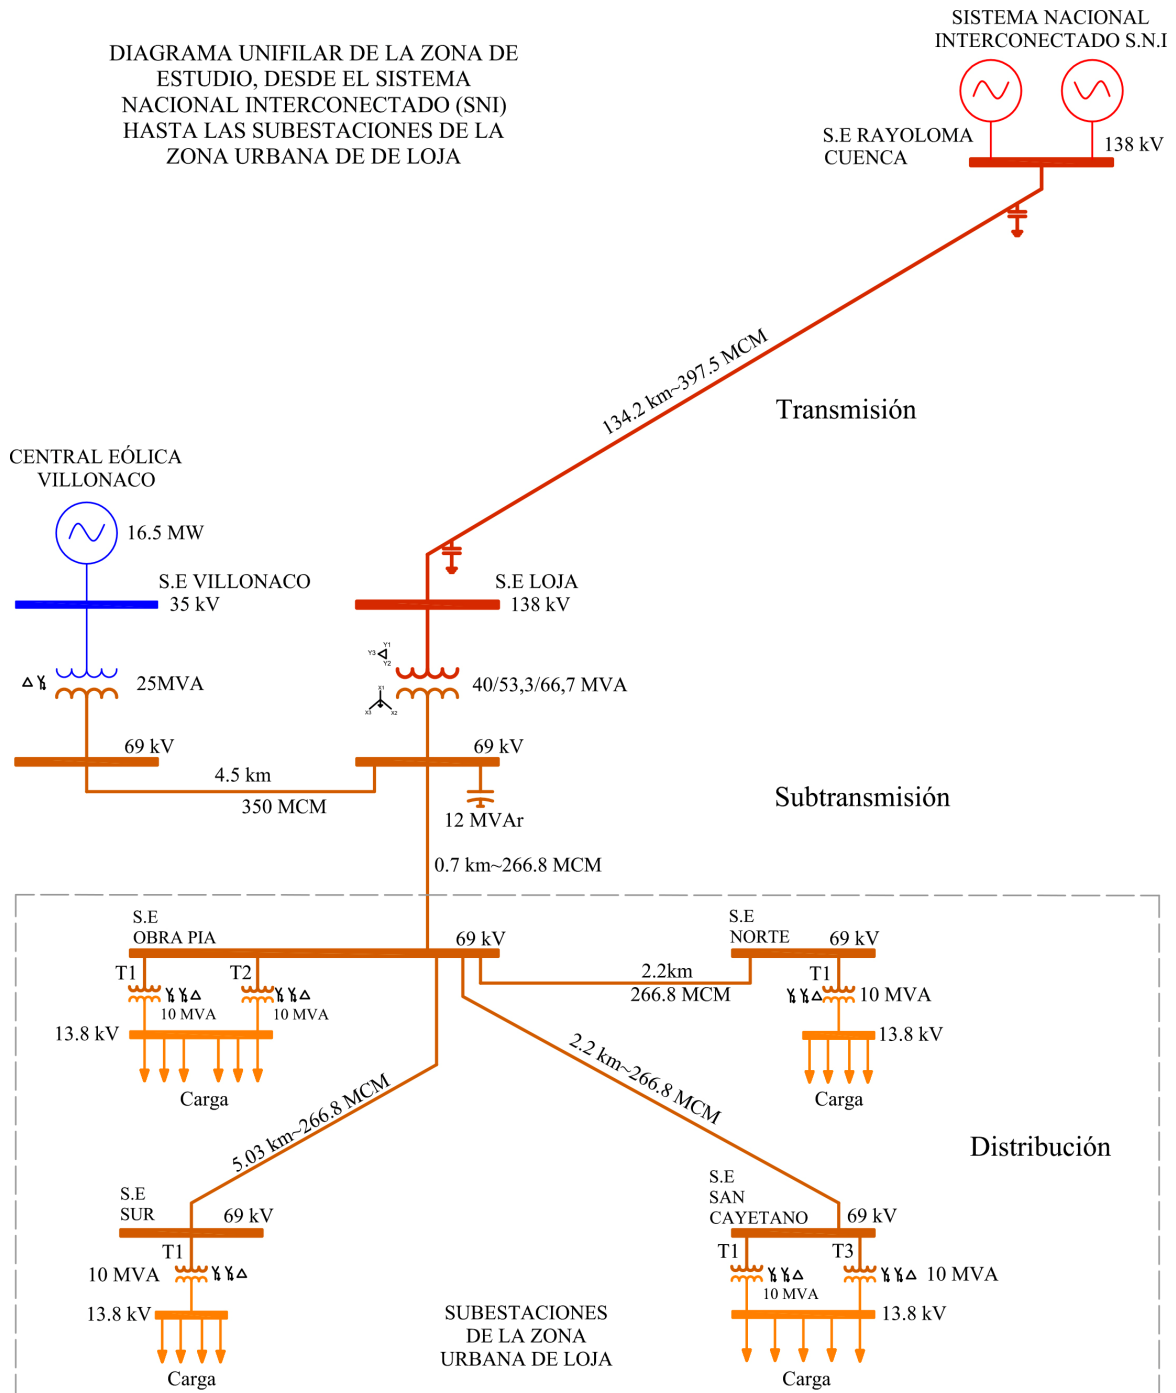 SISTEMA NACIONAL
INTERCONECTADO S.N.I
DIAGRAMA UNIFILAR DE LA ZONA DE
ESTUDIO, DESDE EL SISTEMA
NACIONAL INTERCONECTADO (SNI)
HASTA LAS SUBESTACIONES DE LA
ZONA URBANA DE DE LOJA
S.E RAYOLOMA
CUENCA
138 kV
134.2 km~397.5 MCM
Transmisión
CENTRAL EÓLICA
VILLONACO
16.5 MW
S.E VILLONACO
35 kV
S.E LOJA
138 kV
Y1
Y3
Y2
25MVA
40/53,3/66,7 MVA
X1
X3
X2
69 kV
69 kV
4.5 km
350 MCM
12 MVAr
Subtransmisión
0.7 km~266.8 MCM
S.E
OBRA PIA
69 kV
S.E
NORTE
69 kV
T1
T2
10 MVA
10 MVA
13.8 kV
Carga
2.2km
266.8 MCM
T1
10 MVA
13.8 kV
Carga
2.2 km~266.8 MCM
5.03 km~266.8 MCM
Distribución
S.E
SUR
69 kV
T1
10 MVA
13.8 kV
Carga
S.E
SAN
CAYETANO
69 kV
T1
T3
10 MVA
10 MVA
13.8 kV
Carga
SUBESTACIONES
DE LA ZONA
URBANA DE LOJA